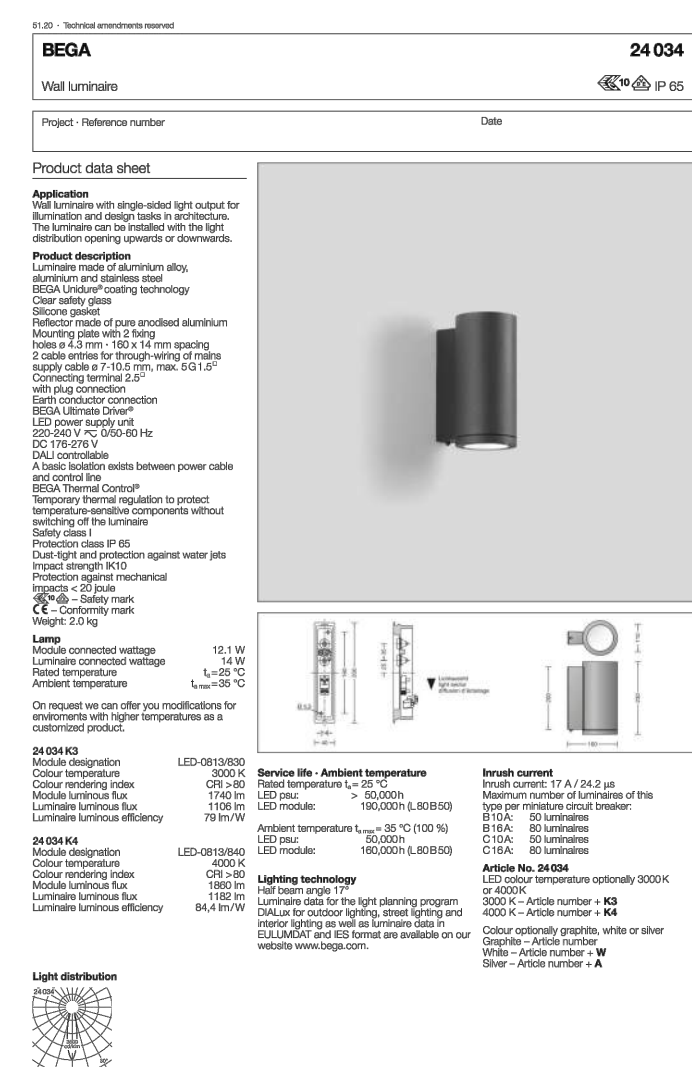 51.20 · Technical amendments reserved
BEGA
24 034
Wall luminaire
10 IP 65
Project · Reference number
Date
Product data sheet
Application
Wall luminaire with single-sided light output for
illumination and design tasks in architecture.
The luminaire can be installed with the light
distribution opening upwards or downwards.
Product description
Luminaire made of aluminium alloy,
aluminium and stainless steel
BEGA Unidure® coating technology
Clear safety glass
Silicone gasket
Reflector made of pure anodised aluminium
Mounting plate with 2 fixing
holes ø 4.3 mm · 160 x 14 mm spacing
2 cable entries for through-wiring of mains
supply cable ø 7-10.5 mm, max. 5 G 1.5□
Connecting terminal 2.5□
with plug connection
Earth conductor connection
BEGA Ultimate Driver®
LED power supply unit
220-240 V 0/50-60 Hz
DC 176-276 V
DALI controllable
A basic isolation exists between power cable
and control line
BEGA Thermal Control®
Temporary thermal regulation to protect
temperature-sensitive components without
switching off the luminaire
Safety class I
Protection class IP 65
Dust-tight and protection against water jets
Impact strength IK10
Protection against mechanical
impacts < 20 joule
10 – Safety mark
CE – Conformity mark
Weight: 2.0 kg
Lamp
Module connected wattage 12.1 W
Luminaire connected wattage 14 W
Rated temperature ta = 25 °C
Ambient temperature ta max = 35 °C
On request we can offer you modifications for
enviroments with higher temperatures as a
customized product.
24 034 K3
Module designation LED-0813/830
Colour temperature 3000 K
Colour rendering index CRI > 80
Module luminous flux 1740 lm
Luminaire luminous flux 1106 lm
Luminaire luminous efficiency 79 lm/W
24 034 K4
Module designation LED-0813/840
Colour temperature 4000 K
Colour rendering index CRI > 80
Module luminous flux 1860 lm
Luminaire luminous flux 1182 lm
Luminaire luminous efficiency 84,4 lm/W
Light distribution
24 034
Service life · Ambient temperature
Rated temperature ta = 25 °C
LED psu: > 50,000 h
LED module: 190,000 h (L 80 B 50)
Ambient temperature ta max = 35 °C (100 %)
LED psu: 50,000 h
LED module: 160,000 h (L 80 B 50)
Lighting technology
Half beam angle 17°
Luminaire data for the light planning program
DIALux for outdoor lighting, street lighting and
interior lighting as well as luminaire data in
EULUMDAT and IES format are available on our
website www.bega.com.
Inrush current
Inrush current: 17 A / 24.2 µs
Maximum number of luminaires of this
type per miniature circuit breaker:
B 10 A: 50 luminaires
B 16 A: 80 luminaires
C 10 A: 50 luminaires
C 16 A: 80 luminaires
Article No. 24 034
LED colour temperature optionally 3000 K
or 4000 K
3000 K – Article number + K3
4000 K – Article number + K4
Colour optionally graphite, white or silver
Graphite – Article number
White – Article number + W
Silver – Article number + A